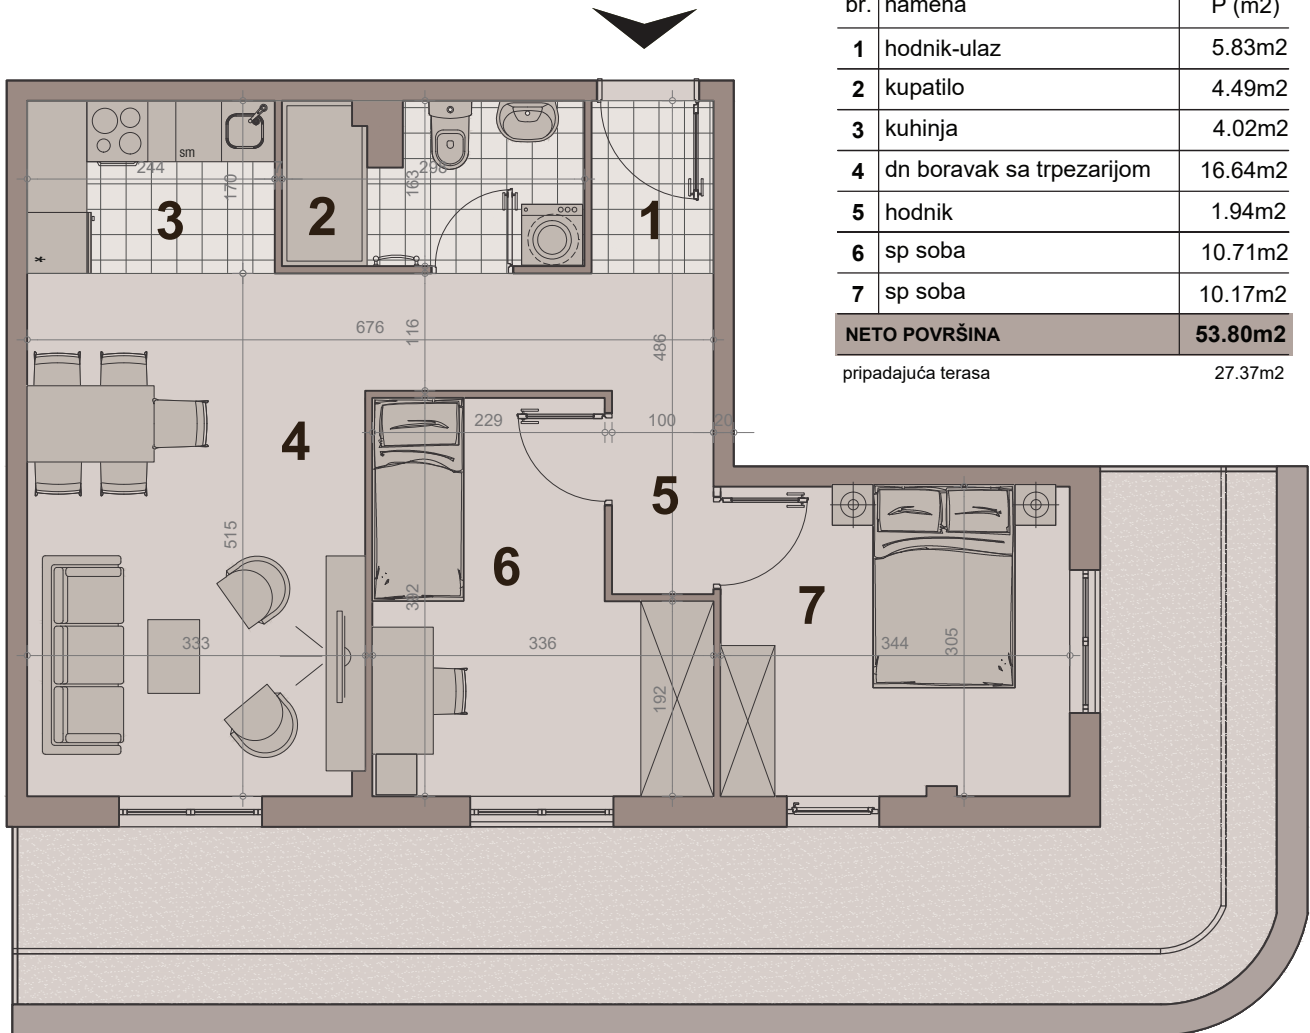 br. namena P (m2)
1 hodnik-ulaz 5.83m2
2 kupatilo 4.49m2
3 kuhinja 4.02m2
4 dn boravak sa trpezarijom 16.64m2
5 hodnik 1.94m2
6 sp soba 10.71m2
7 sp soba 10.17m2
NETO POVRŠINA 53.80m2
pripadajuća terasa 27.37m2
sm
244
170
3
2
163
298
1
676
116
486
229
100
20
4
5
515
6
392
7
333
336
344
305
192